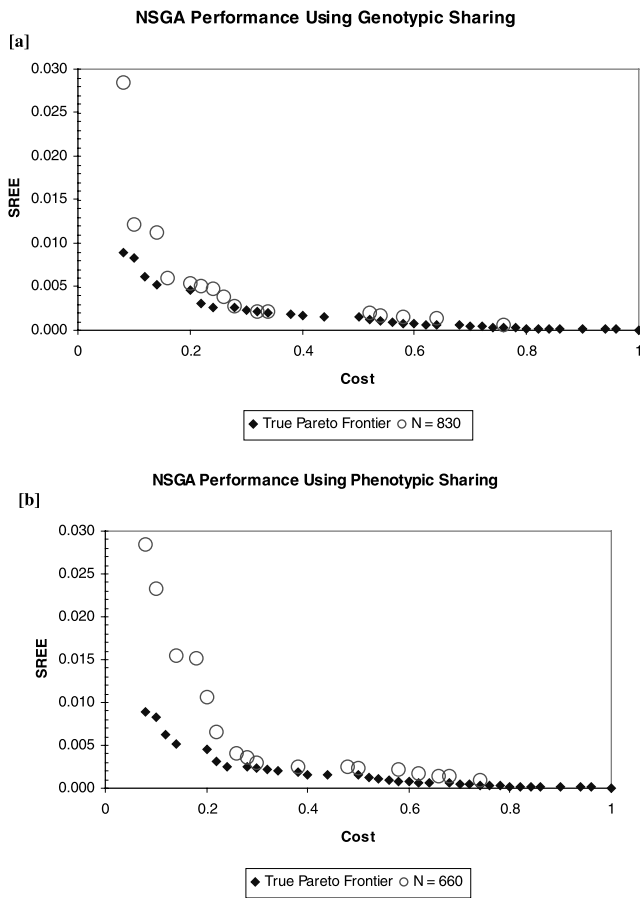 NSGA Performance Using Genotypic Sharing
[a]
0.030
0.025
0.020
0.015
0.010
0.005
0.000
SREE
0 0.2 0.4 0.6 0.8 1
Cost
True Pareto Frontier N = 830
NSGA Performance Using Phenotypic Sharing
[b]
0.030
0.025
0.020
0.015
0.010
0.005
0.000
SREE
0 0.2 0.4 0.6 0.8 1
Cost
True Pareto Frontier N = 660